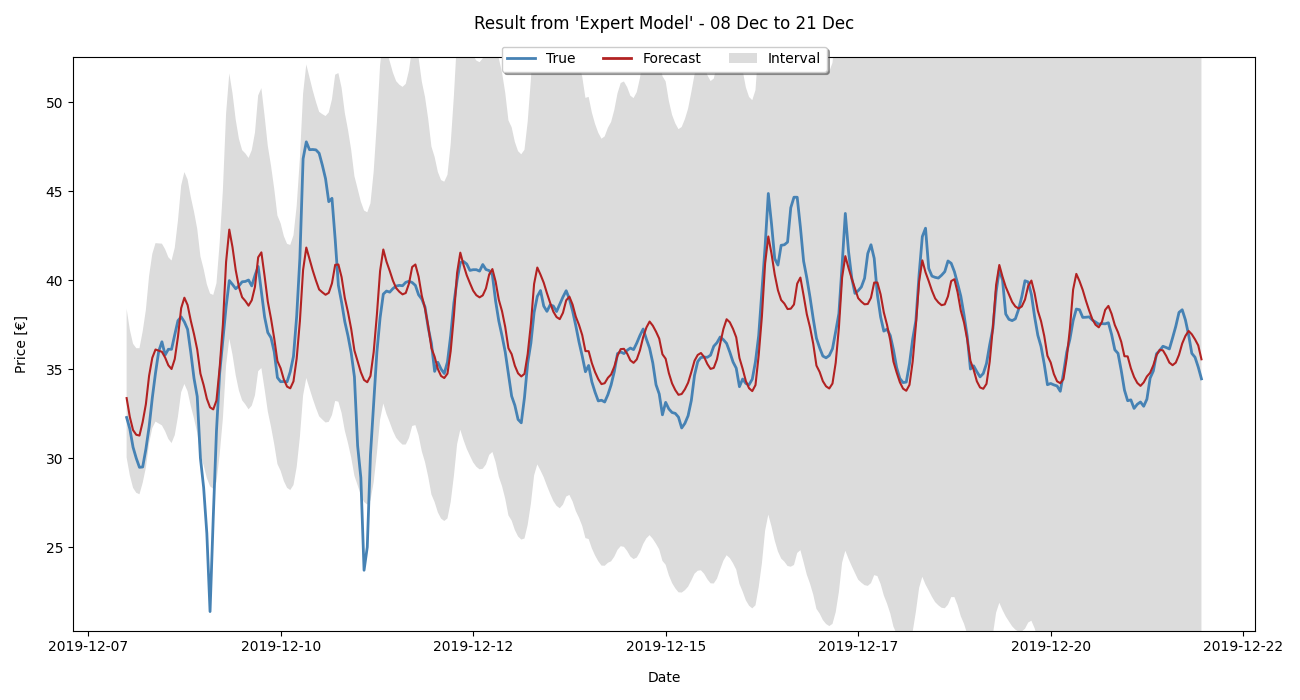 Result from 'Expert Model' - 08 Dec to 21 Dec
True Forecast Interval
Price [€]
50
45
40
35
30
25
2019-12-07 2019-12-10 2019-12-12 2019-12-15 2019-12-17 2019-12-20 2019-12-22
Date